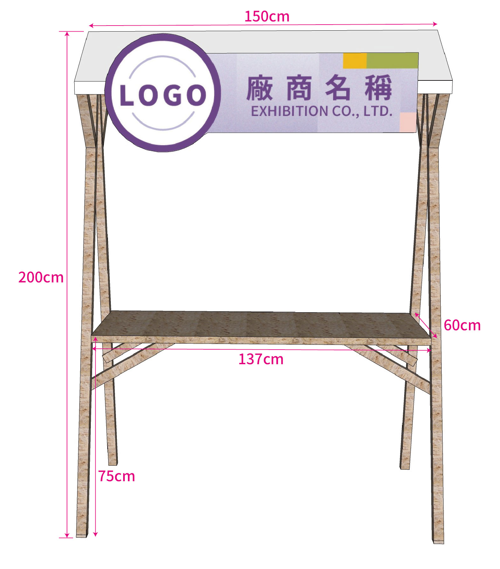 150cm
LOGO
廠商名稱
EXHIBITION CO., LTD.
200cm
60cm
137cm
75cm